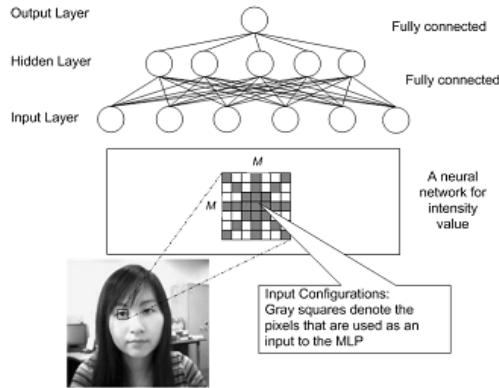 Output Layer
Fully connected
Hidden Layer
Fully connected
Input Layer
M
M
A neural
network for
intensity
value
Input Configurations:
Gray squares denote the
pixels that are used as an
input to the MLP